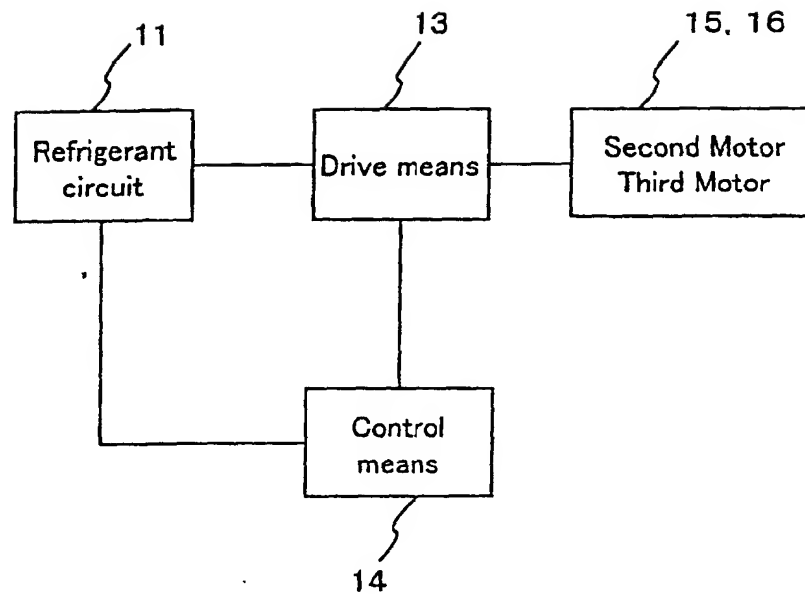 11
13
15, 16
Refrigerant
circuit
Drive means
Second Motor
Third Motor
Control
means
14